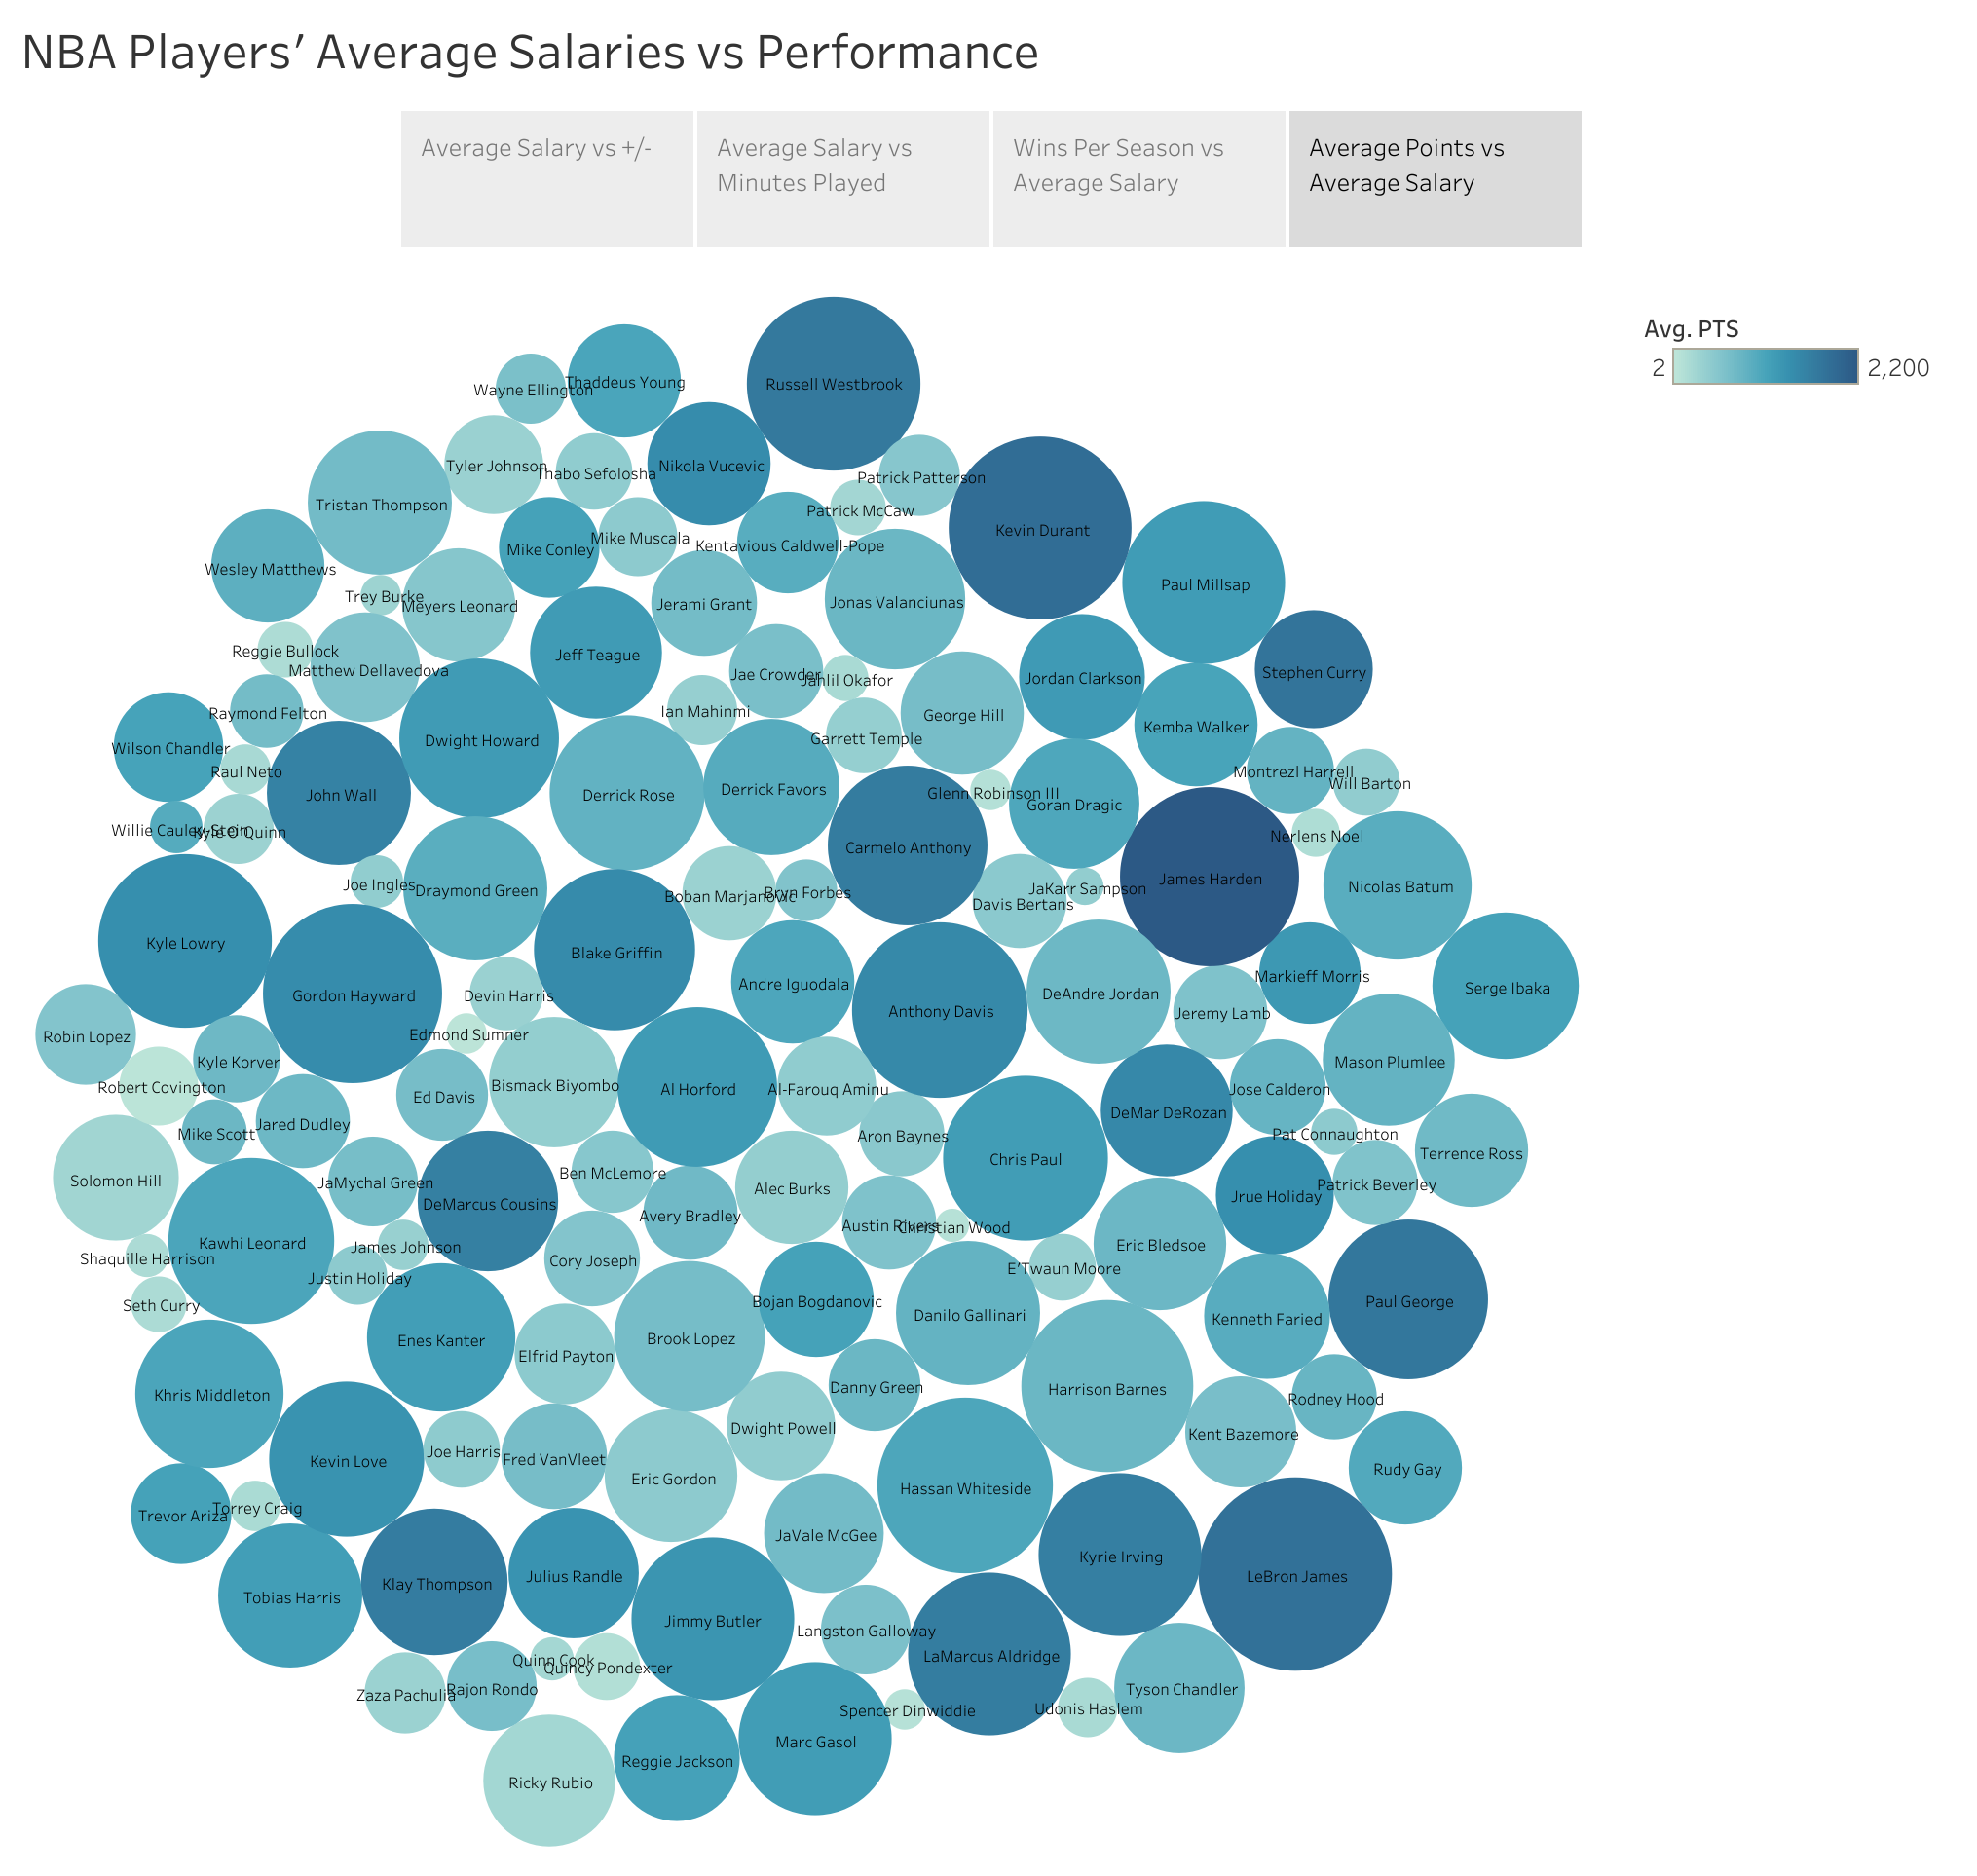 NBA Players’ Average Salaries vs Performance
Average Salary vs +/-
Average Salary vs
Minutes Played
Wins Per Season vs
Average Salary
Average Points vs
Average Salary
Avg. PTS
2
2,200
Russell Westbrook
Thaddeus Young
Wayne Ellington
Tyler Johnson
Thabo Sefolosha
Nikola Vucevic
Patrick Patterson
Tristan Thompson
Patrick McCaw
Kevin Durant
Mike Muscala
Mike Conley
Kentavious Caldwell-Pope
Wesley Matthews
Paul Millsap
Trey Burke
Meyers Leonard
Jerami Grant
Jonas Valanciunas
Reggie Bullock
Jeff Teague
Matthew Dellavedova
Jae Crowder
Jahlil Okafor
Jordan Clarkson
Stephen Curry
Raymond Felton
Ian Mahinmi
George Hill
Kemba Walker
Wilson Chandler
Dwight Howard
Garrett Temple
Raul Neto
Montrezl Harrell
Will Barton
John Wall
Derrick Rose
Derrick Favors
Glenn Robinson III
Goran Dragic
Willie Cauley-Stein
Kyle O'Quinn
Nerlens Noel
Carmelo Anthony
Joe Ingles
Draymond Green
Boban Marjanovic
Bryn Forbes
JaKarr Sampson
James Harden
Nicolas Batum
Davis Bertans
Kyle Lowry
Blake Griffin
Gordon Hayward
Devin Harris
Andre Iguodala
DeAndre Jordan
Markieff Morris
Serge Ibaka
Anthony Davis
Jeremy Lamb
Robin Lopez
Edmond Sumner
Kyle Korver
Mason Plumlee
Robert Covington
Ed Davis
Bismack Biyombo
Al Horford
Al-Farouq Aminu
Jose Calderon
DeMar DeRozan
Mike Scott
Jared Dudley
Aron Baynes
Pat Connaughton
Chris Paul
Terrence Ross
Solomon Hill
JaMychal Green
Ben McLemore
Alec Burks
Patrick Beverley
DeMarcus Cousins
Avery Bradley
Jrue Holiday
Austin Rivers
Christian Wood
Kawhi Leonard
James Johnson
Eric Bledsoe
Shaquille Harrison
Cory Joseph
Justin Holiday
E'Twaun Moore
Seth Curry
Bojan Bogdanovic
Danilo Gallinari
Paul George
Kenneth Faried
Enes Kanter
Brook Lopez
Elfrid Payton
Khris Middleton
Danny Green
Harrison Barnes
Rodney Hood
Dwight Powell
Kent Bazemore
Joe Harris
Kevin Love
Fred VanVleet
Rudy Gay
Eric Gordon
Hassan Whiteside
Trevor Ariza
Torrey Craig
JaVale McGee
Kyrie Irving
LeBron James
Klay Thompson
Julius Randle
Tobias Harris
Jimmy Butler
Langston Galloway
LaMarcus Aldridge
Quinn Cook
Quincy Pondexter
Zaza Pachulia
Rajon Rondo
Tyson Chandler
Udonis Haslem
Spencer Dinwiddie
Marc Gasol
Reggie Jackson
Ricky Rubio